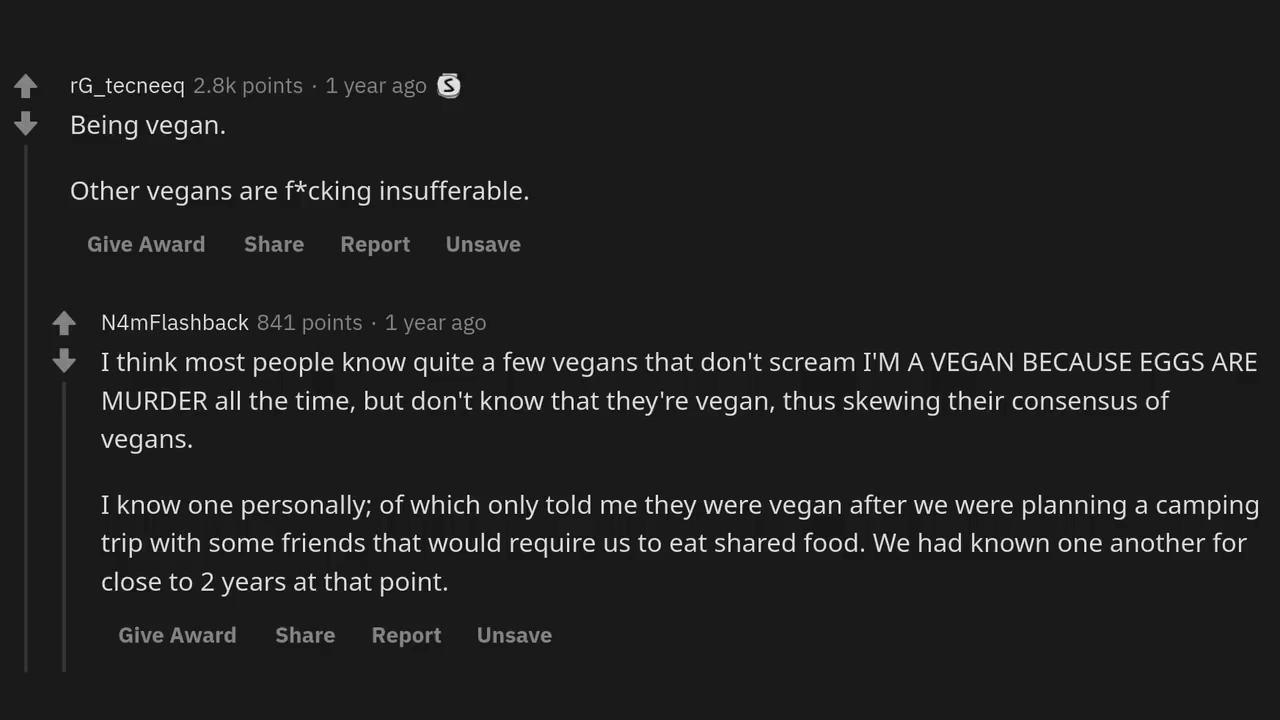 rG_tecneeq 2.8k points · 1 year ago S
Being vegan.
Other vegans are f*cking insufferable.
Give Award Share Report Unsave
N4mFlashback 841 points · 1 year ago
I think most people know quite a few vegans that don't scream I'M A VEGAN BECAUSE EGGS ARE
MURDER all the time, but don't know that they're vegan, thus skewing their consensus of
vegans.
I know one personally; of which only told me they were vegan after we were planning a camping
trip with some friends that would require us to eat shared food. We had known one another for
close to 2 years at that point.
Give Award Share Report Unsave